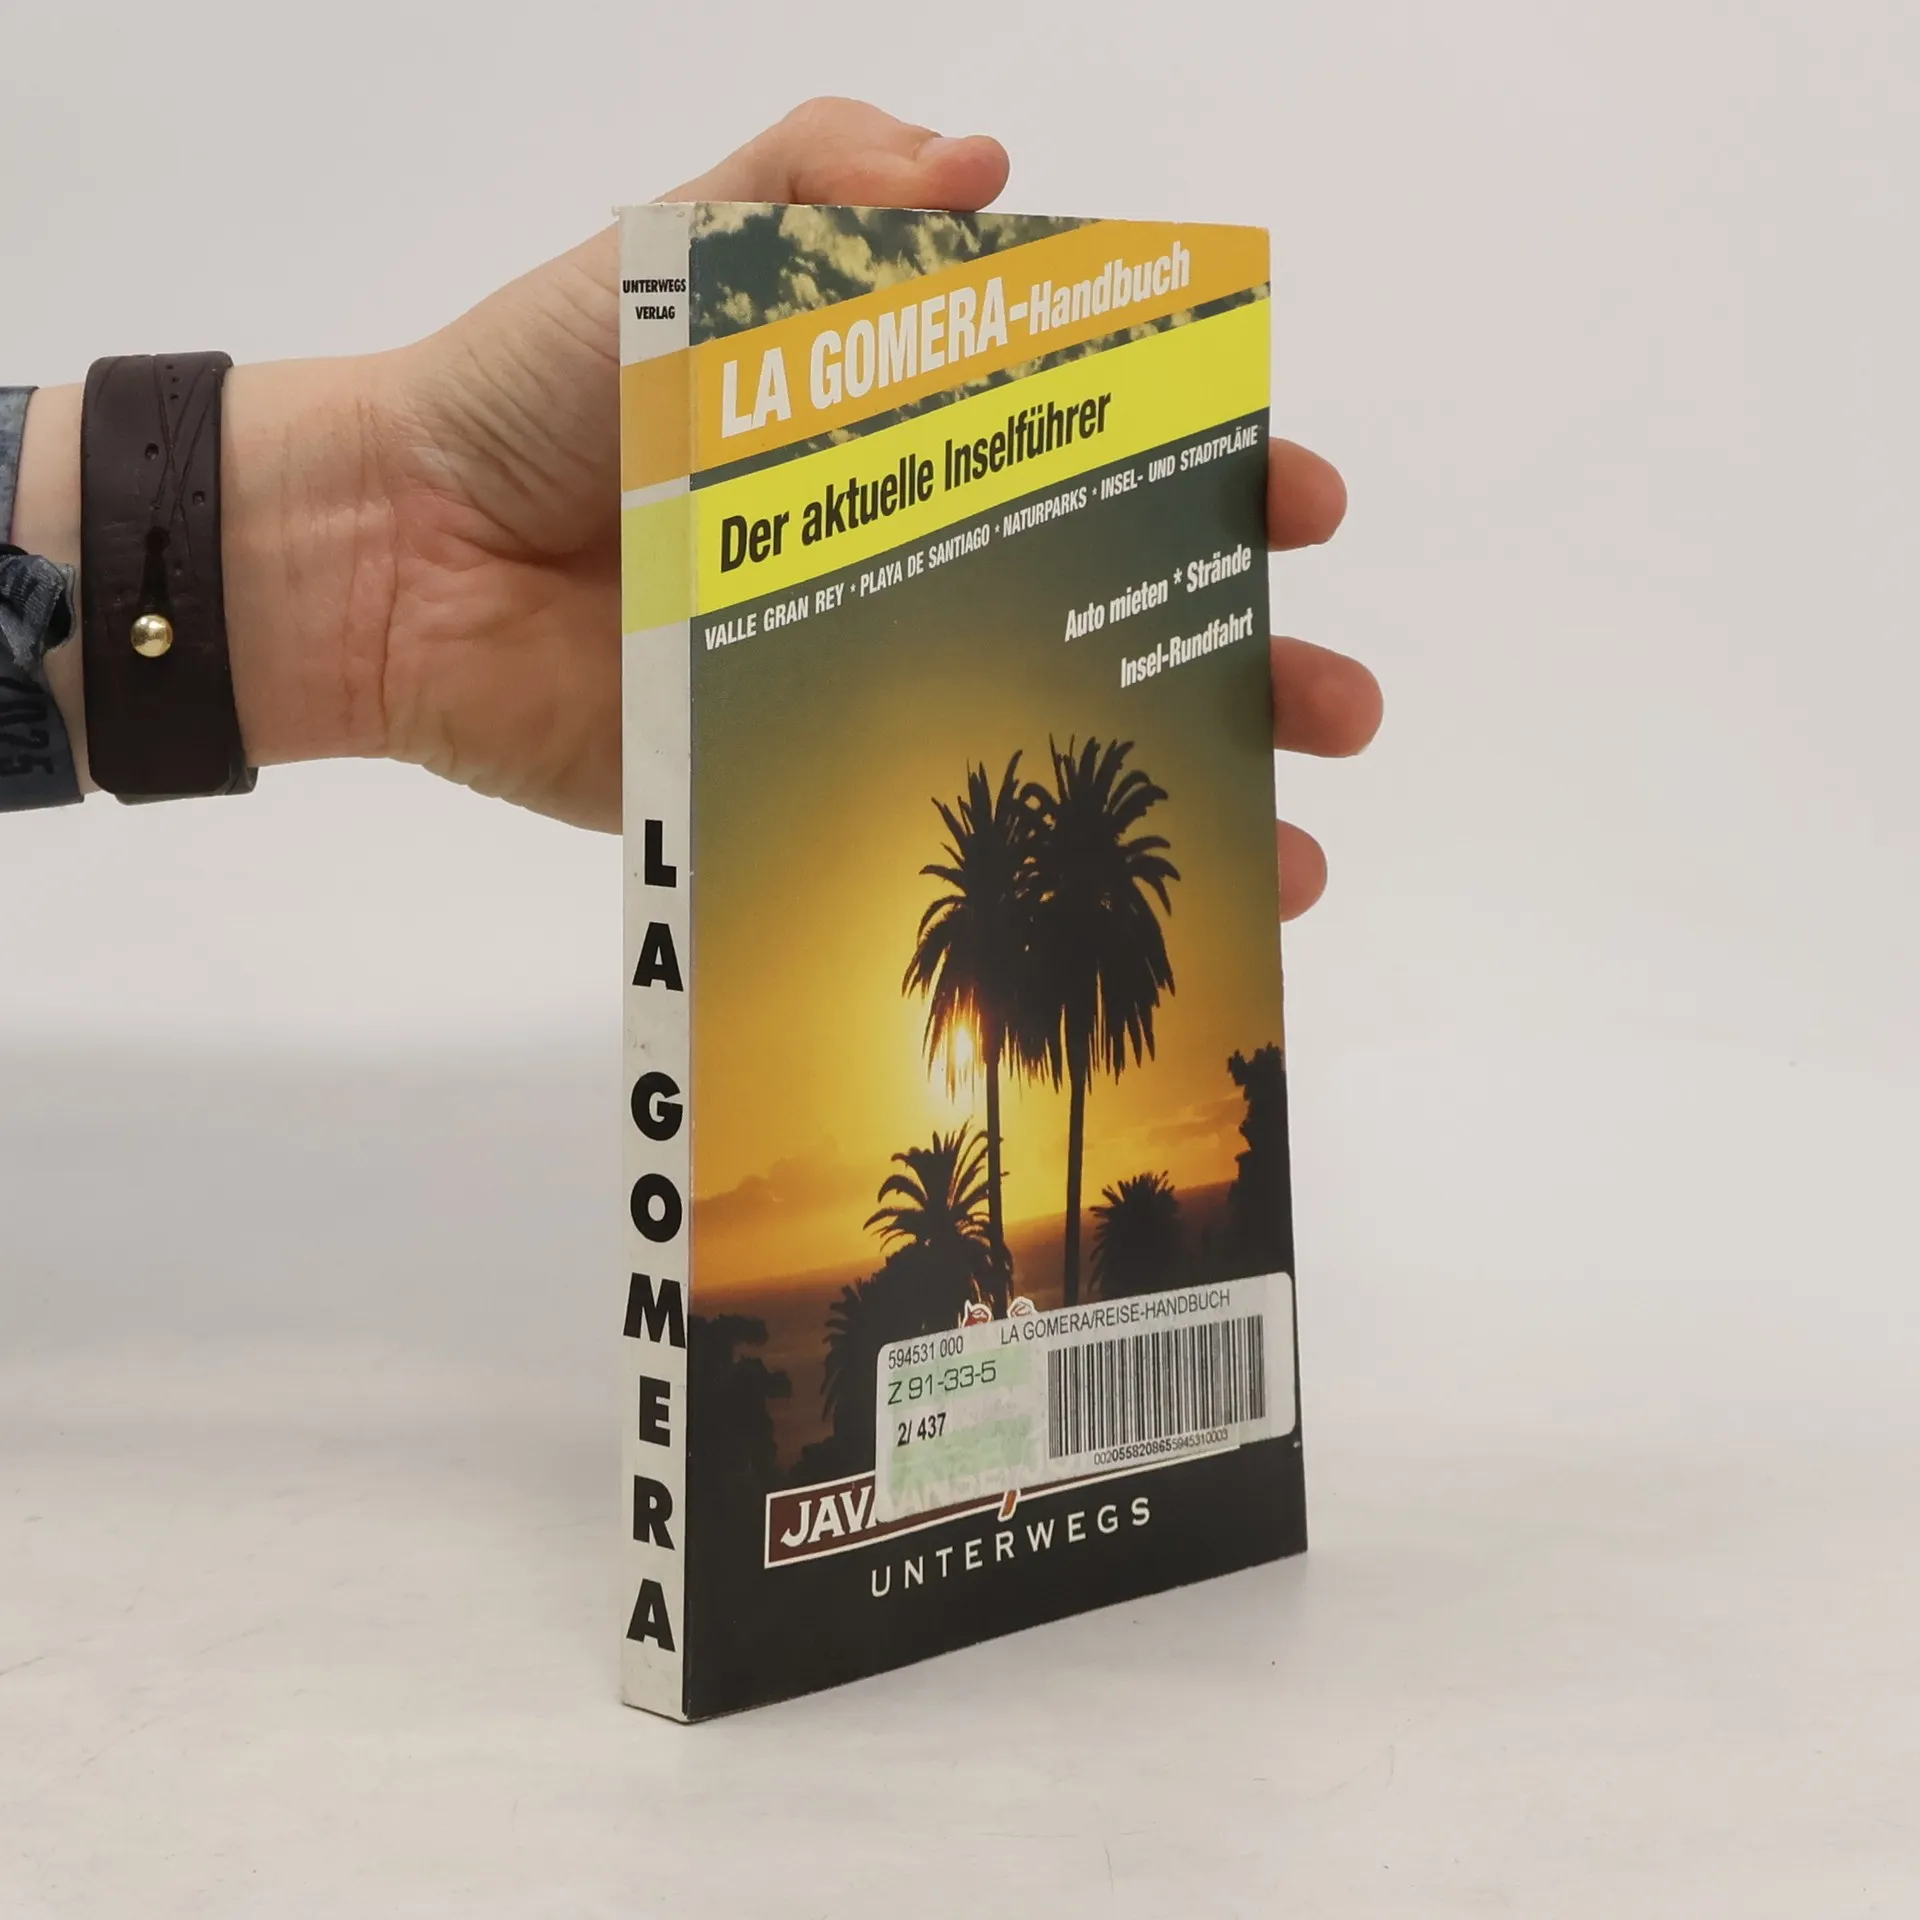 UNTERWEGS
VERLAG
LA GOMERA
LA GOMERA-Handbuch
Der aktuelle Inselführer
VALLE GRAN REY * PLAYA DE SANTIAGO * NATURPARKS * INSEL- UND STADTPLÄNE
Auto mieten * Strände
Insel-Rundfahrt
594531 000 LA GOMERA/REISE-HANDBUCH
Z 91-33-5
2/ 437
0020558208655945310003
UNTERWEGS